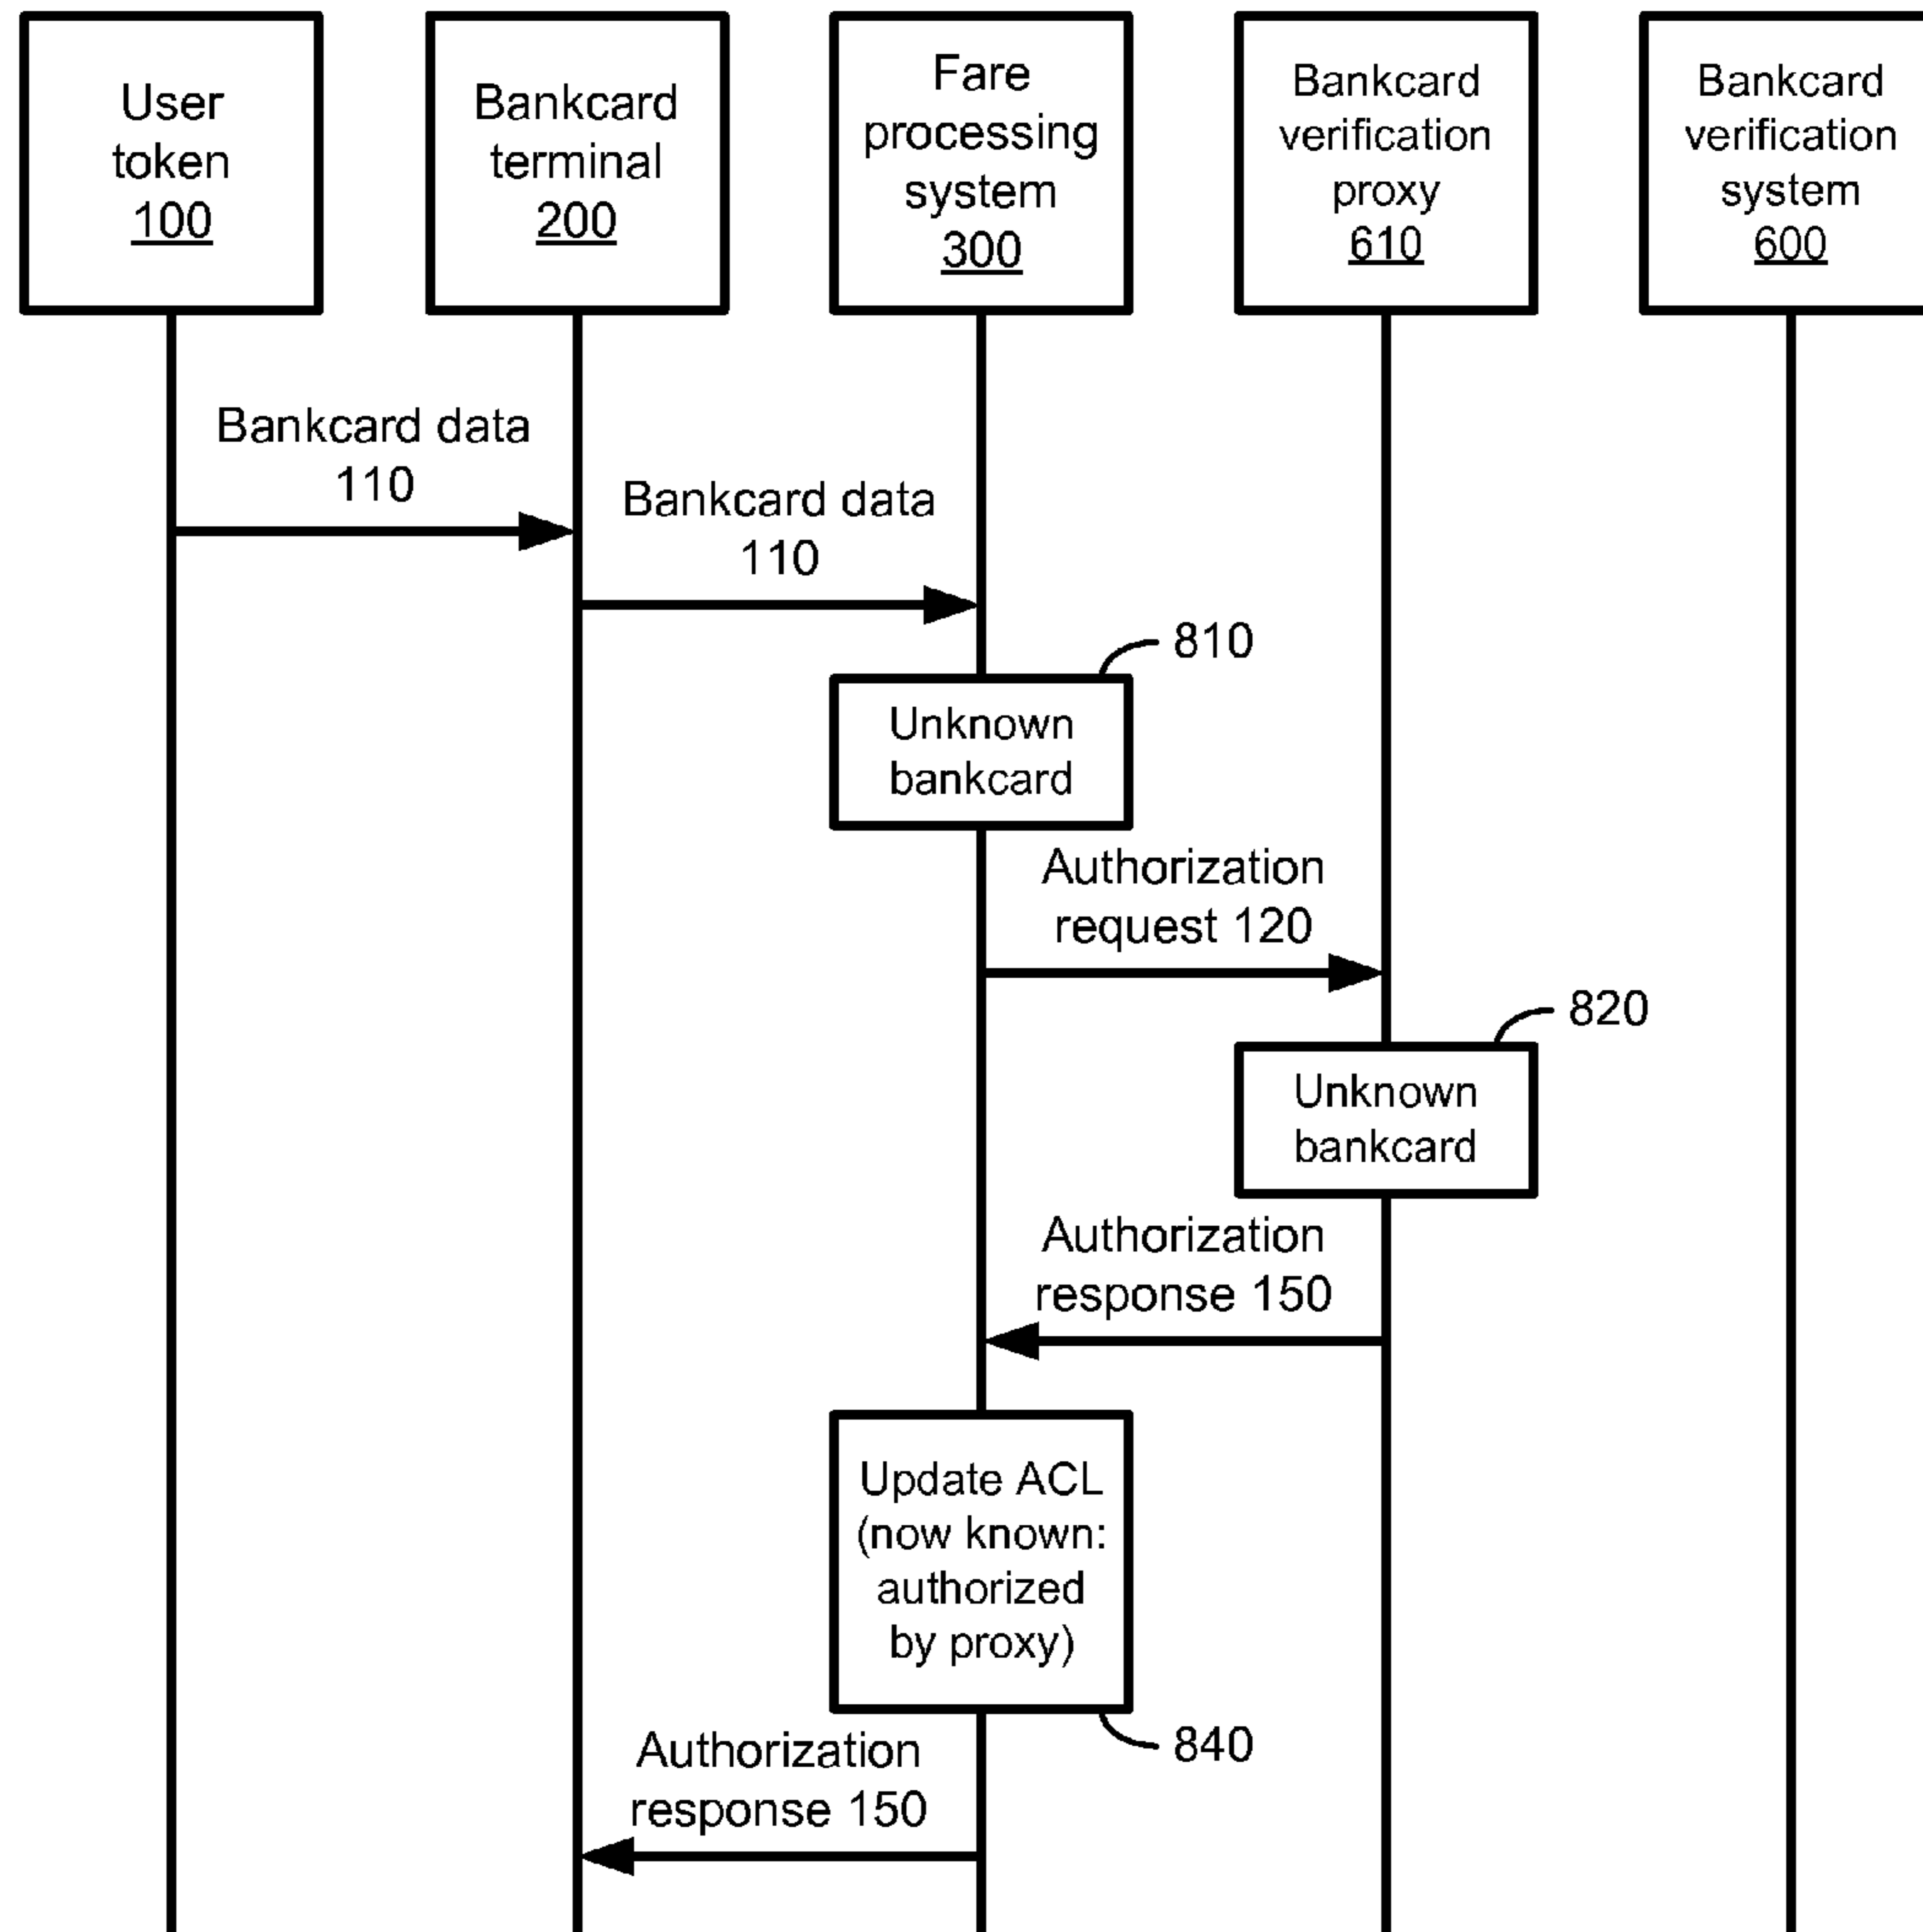 User
token
100
Bankcard
terminal
200
Fare
processing
system
300
Bankcard
verification
proxy
610
Bankcard
verification
system
600
Bankcard data
110
Bankcard data
110
810
Unknown
bankcard
Authorization
request 120
820
Unknown
bankcard
Authorization
response 150
Update ACL
(now known:
authorized
by proxy)
840
Authorization
response 150